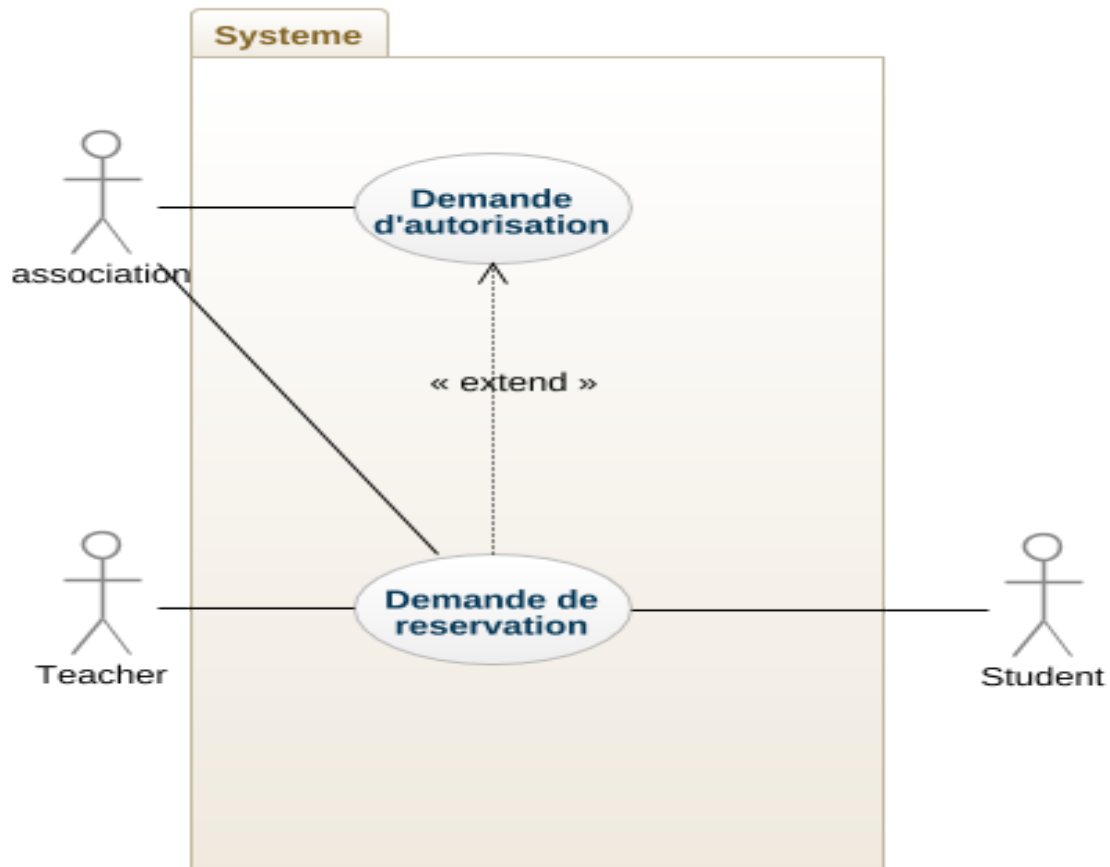 Systeme
Demande
d'autorisation
association
« extend »
Demande de
reservation
Teacher
Student